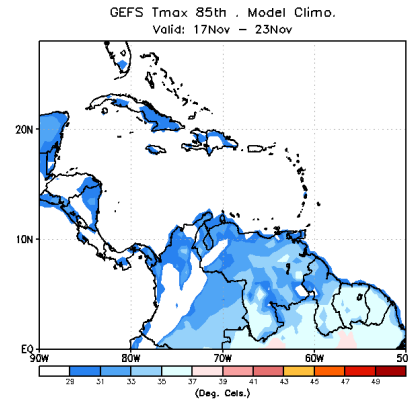 GEFS Tmax 85th . Model Climo.
Valid: 17Nov – 23Nov
20N
10N
EQ
90W 80W 70W 60W 50
29 31 33 35 37 39 41 43 45 47 49
(Deg. Cels.)